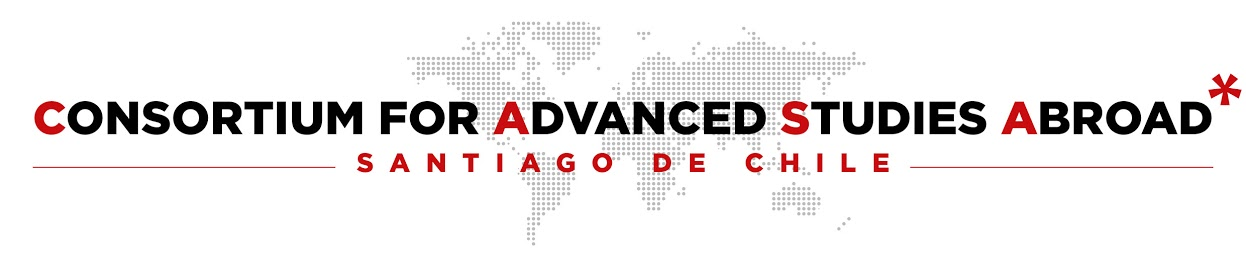 CONSORTIUM FOR ADVANCED STUDIES ABROAD*
SANTIAGO DE CHILE